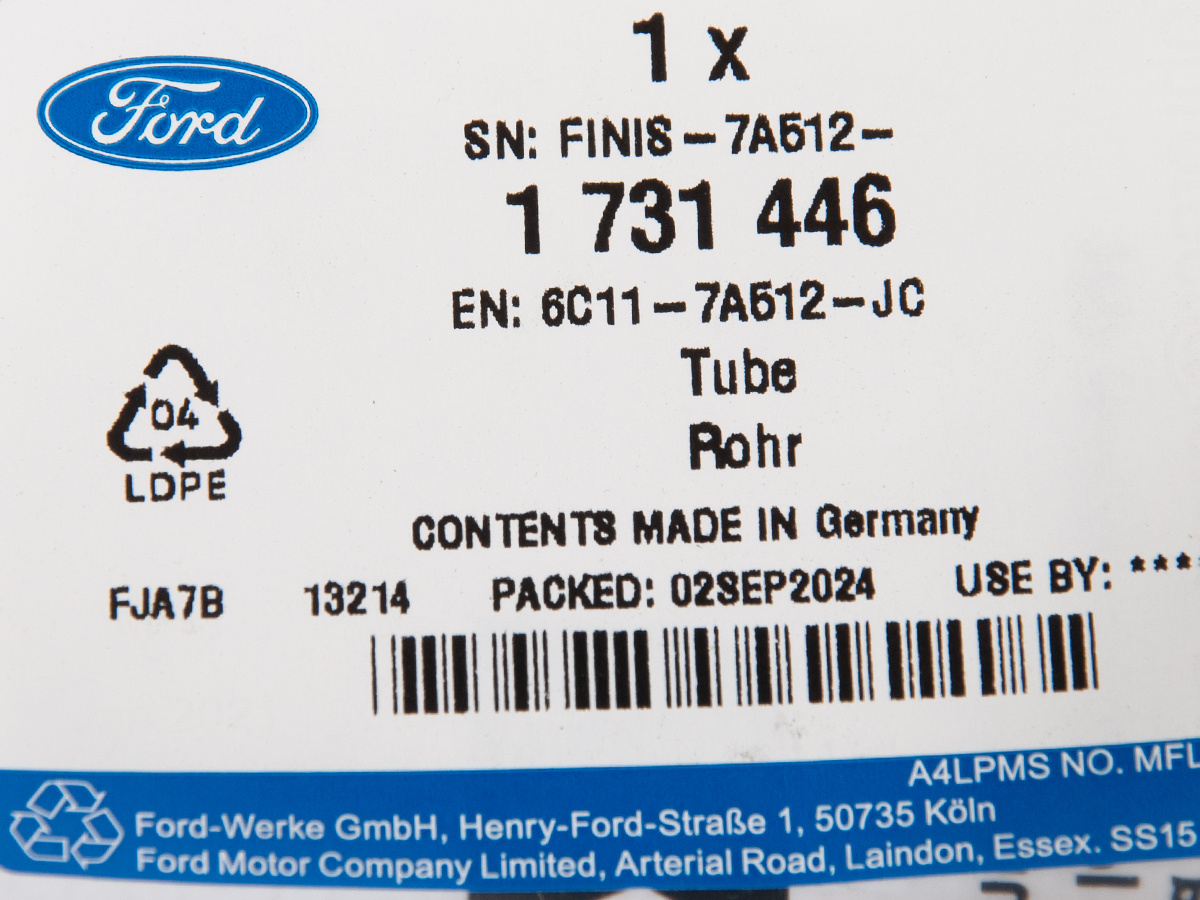 1 x
Ford
SN: FINIS-7A512-
1 731 446
EN: 6C11-7A512-JC
Tube
04
Rohr
LDPE
CONTENTS MADE IN Germany
FJA7B 13214 PACKED: 02SEP2024 USE BY: ****
A4LPMS NO. MFL
Ford-Werke GmbH, Henry-Ford-Straße 1, 50735 Köln
Ford Motor Company Limited, Arterial Road, Laindon, Essex. SS15